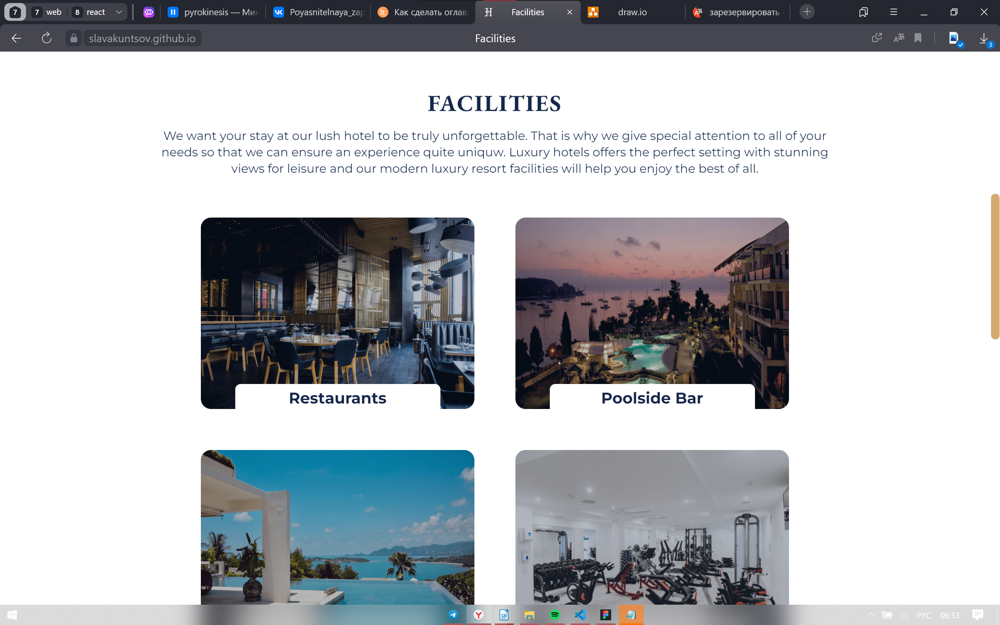 7 7 web 8 react pyrokinesis — Мин Poyasnitelnaya_zap Как сделать оглав Facilities draw.io зарезервировать -
slavakuntsov.github.io Facilities 3
FACILITIES
We want your stay at our lush hotel to be truly unforgettable. That is why we give special attention to all of your
needs so that we can ensure an experience quite uniquw. Luxury hotels offers the perfect setting with stunning
views for leisure and our modern luxury resort facilities will help you enjoy the best of all.
Restaurants
Poolside Bar
РУС 06:53